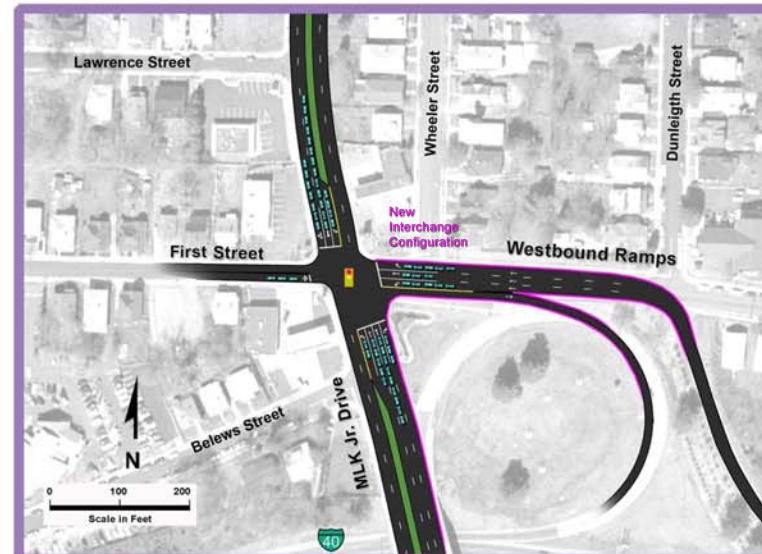 Lawrence Street
Wheeler Street
Dunleigth Street
New
Interchange
Configuration
First Street
Westbound Ramps
Belews Street
MLK Jr. Drive
N
0 100 200
Scale in Feet
40